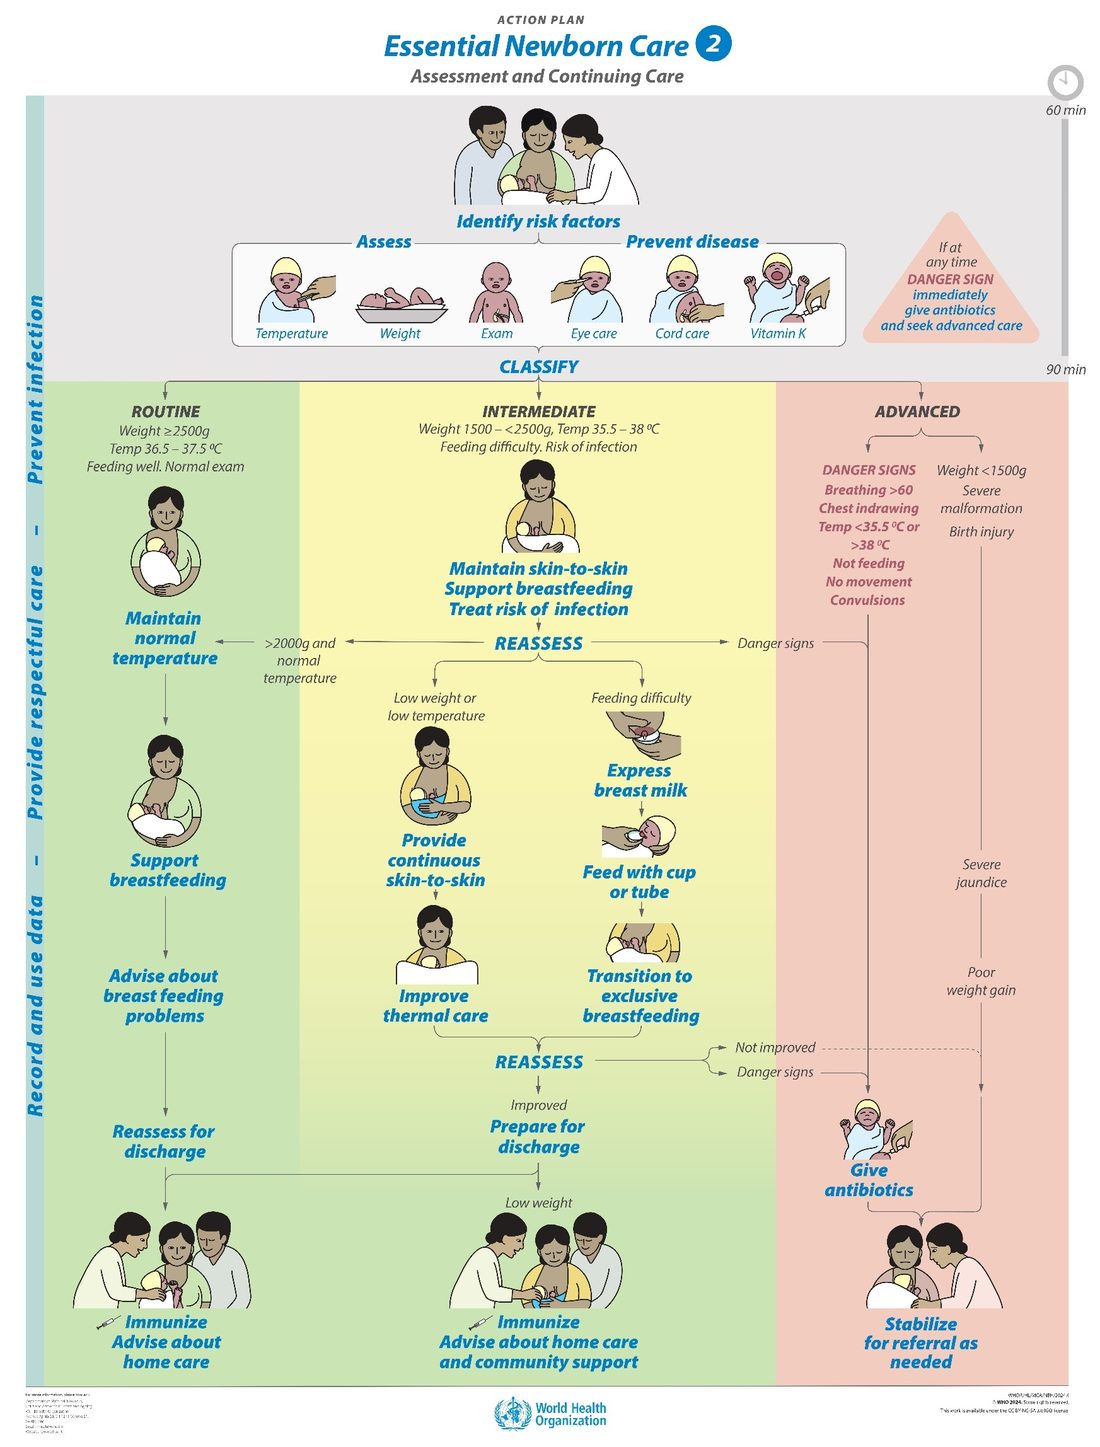 ACTION PLAN
Essential Newborn Care 2
Assessment and Continuing Care
60 min
Identify risk factors
Assess
Prevent disease
Temperature
Weight
Exam
Eye care
Cord care
Vitamin K
If at
any time
DANGER SIGN
immediately
give antibiotics
and seek advanced care
CLASSIFY
90 min
Record and use data – Provide respectful care – Prevent infection
ROUTINE
Weight ≥2500g
Temp 36.5 – 37.5 ºC
Feeding well. Normal exam
Maintain
normal
temperature
Support
breastfeeding
Advise about
breast feeding
problems
Reassess for
discharge
Immunize
Advise about
home care
INTERMEDIATE
Weight 1500 – <2500g, Temp 35.5 – 38 ºC
Feeding difficulty. Risk of infection
Maintain skin-to-skin
Support breastfeeding
Treat risk of infection
REASSESS
>2000g and
normal
temperature
Danger signs
Low weight or
low temperature
Provide
continuous
skin-to-skin
Improve
thermal care
Feeding difficulty
Express
breast milk
Feed with cup
or tube
Transition to
exclusive
breastfeeding
REASSESS
Not improved
Danger signs
Improved
Prepare for
discharge
Low weight
Immunize
Advise about home care
and community support
ADVANCED
DANGER SIGNS
Breathing >60
Chest indrawing
Temp <35.5 ºC or
>38 ºC
Not feeding
No movement
Convulsions
Weight <1500g
Severe
malformation
Birth injury
Severe
jaundice
Poor
weight gain
Give
antibiotics
Stabilize
for referral as
needed
World Health
Organization
© WHO 2024. Some rights reserved.